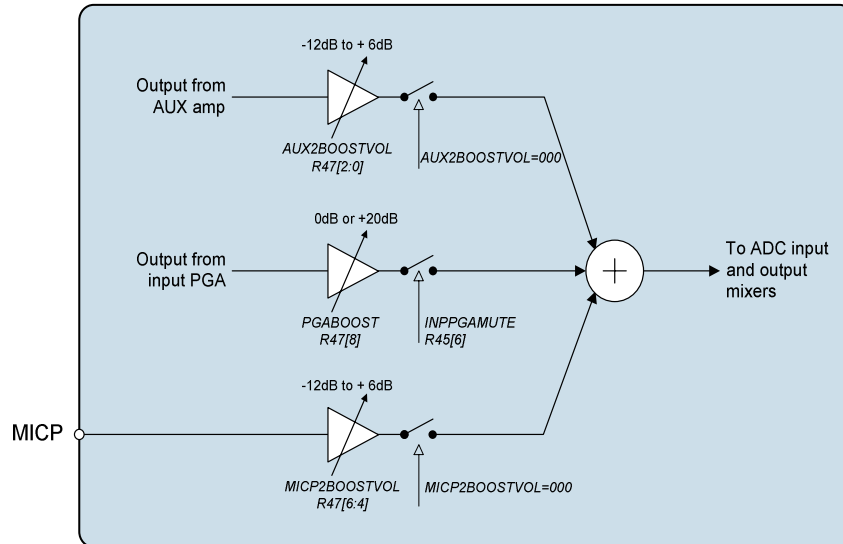 -12dB to + 6dB
Output from
AUX amp
AUX2BOOSTVOL
R47[2:0]
AUX2BOOSTVOL=000
0dB or +20dB
Output from
input PGA
PGABOOST
R47[8]
INPPGAMUTE
R45[6]
+
To ADC input
and output
mixers
-12dB to + 6dB
MICP
MICP2BOOSTVOL
R47[6:4]
MICP2BOOSTVOL=000